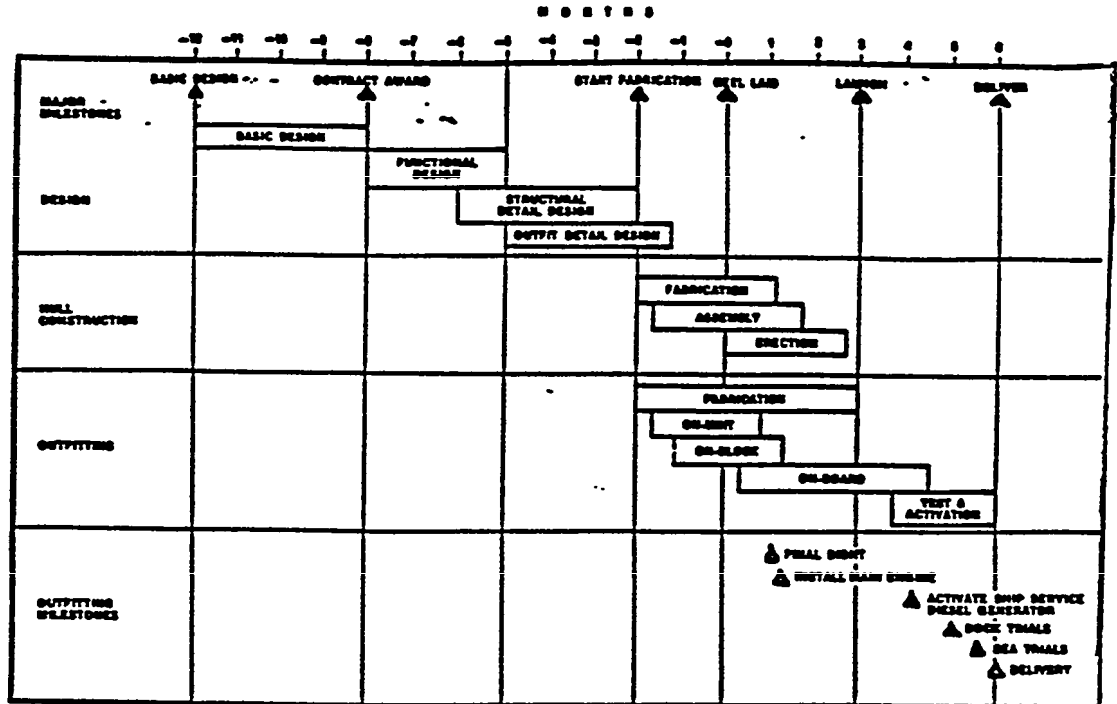 MONTHS
-12 -11 -10 -9 -8 -7 -6 -5 -4 -3 -2 -1 -0 1 2 3 4 5 6
BASIC DESIGN CONTRACT AWARD START FABRICATION KEEL LAID LAUNCH DELIVER
MAJOR
MILESTONES
BASIC DESIGN
FUNCTIONAL
DESIGN
DESIGN
STRUCTURAL
DETAIL DESIGN
OUTFIT DETAIL DESIGN
HULL
CONSTRUCTION
FABRICATION
ASSEMBLY
ERECTION
OUTFITTING
FABRICATION
ON-UNIT
ON-BLOCK
ON-BOARD
TEST &
ACTIVATION
OUTFITTING
MILESTONES
FINAL
INSTALL MAIN ENGINE
ACTIVATE SHIP SERVICE
DIESEL GENERATOR
DOCK TRIALS
SEA TRIALS
DELIVERY